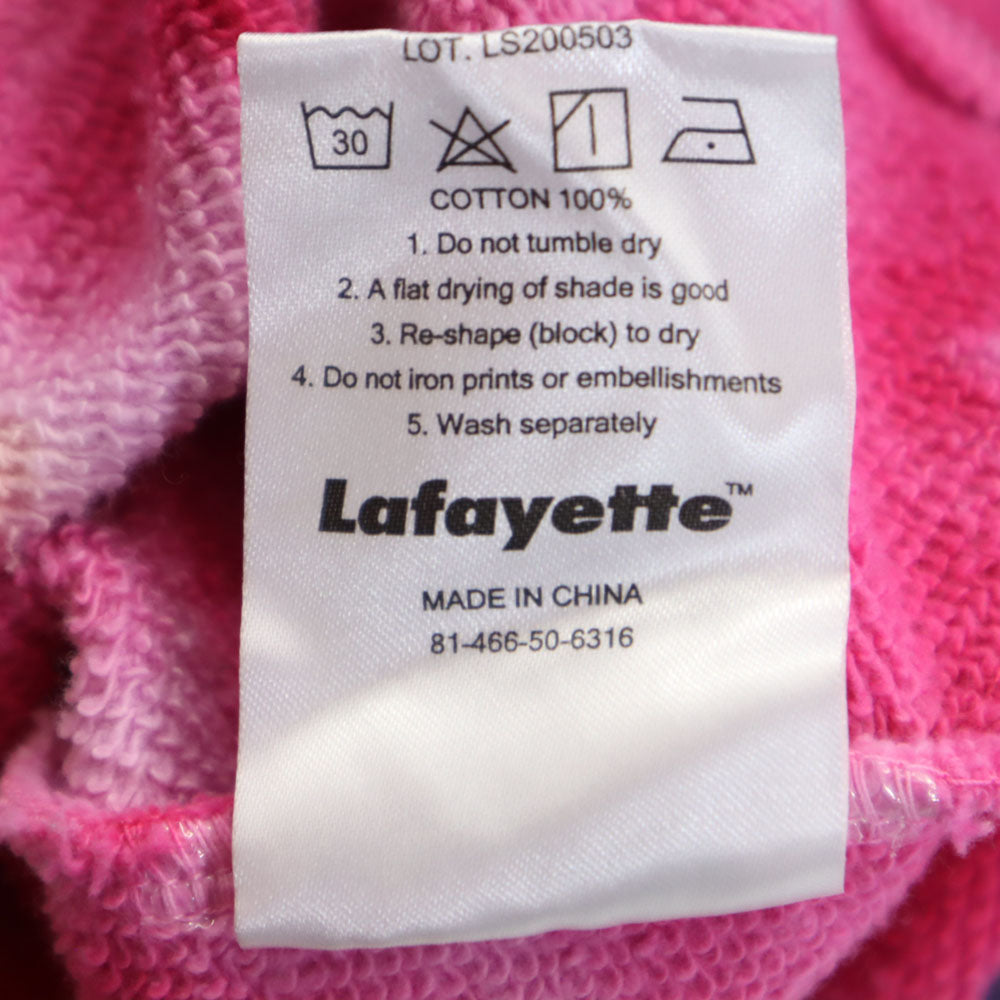 LOT. LS200503
30
COTTON 100%
1. Do not tumble dry
2. A flat drying of shade is good
3. Re-shape (block) to dry
4. Do not iron prints or embellishments
5. Wash separately
Lafayette™
MADE IN CHINA
81-466-50-6316